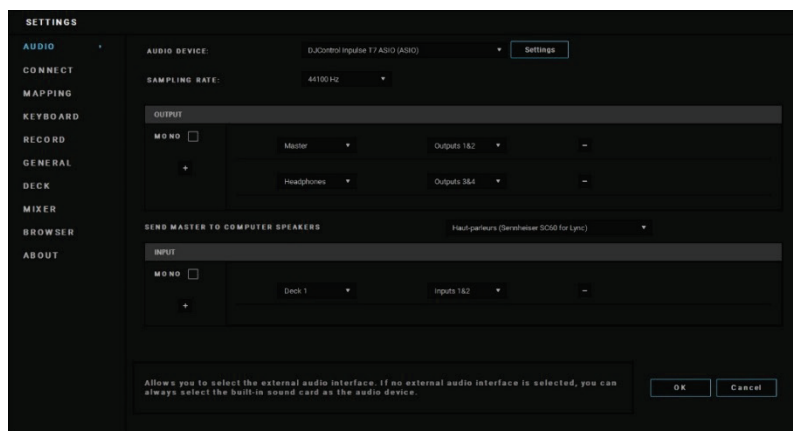 SETTINGS
AUDIO
CONNECT
MAPPING
KEYBOARD
RECORD
GENERAL
DECK
MIXER
BROWSER
ABOUT
AUDIO DEVICE: DJControl Inpulse T7 ASIO (ASIO) Settings
SAMPLING RATE: 44100 Hz
OUTPUT
MONO
+
Master Outputs 1&2 -
Headphones Outputs 3&4 -
SEND MASTER TO COMPUTER SPEAKERS Haut-parleurs (Sennheiser SC60 for Lync)
INPUT
MONO
+
Deck 1 Inputs 1&2 -
Allows you to select the external audio interface. If no external audio interface is selected, you can
always select the built-in sound card as the audio device.
OK Cancel